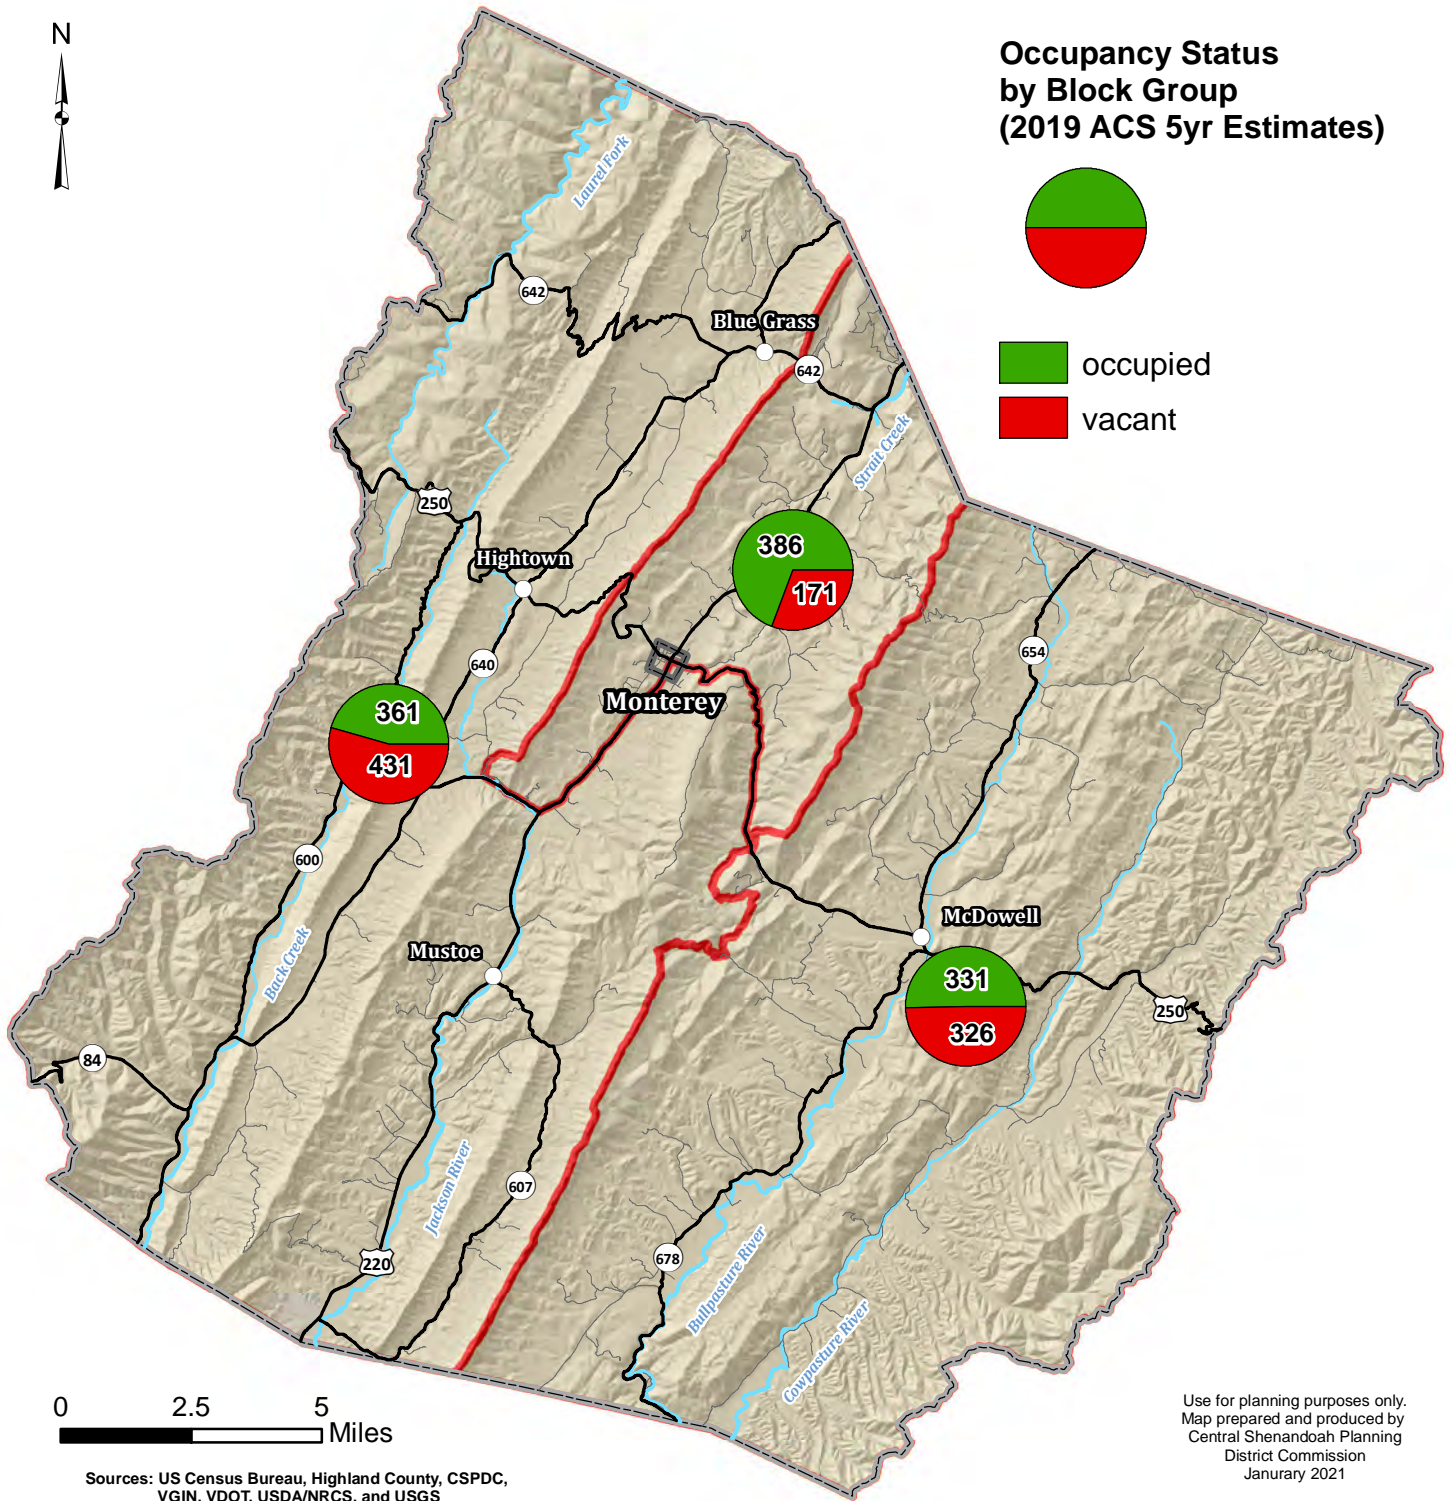 N
Occupancy Status
by Block Group
(2019 ACS 5yr Estimates)
occupied
vacant
Laurel Fork
642
Blue Grass
642
Strait Creek
250
386
171
Hightown
654
640
Monterey
361
431
600
McDowell
Mustoe
Back Creek
331
326
250
84
Jackson River
607
220
678
Bullpasture River
Cowpasture River
0 2.5 5
Miles
Sources: US Census Bureau, Highland County, CSPDC,
VGIN, VDOT, USDA/NRCS, and USGS
Use for planning purposes only.
Map prepared and produced by
Central Shenandoah Planning
District Commission
Janurary 2021